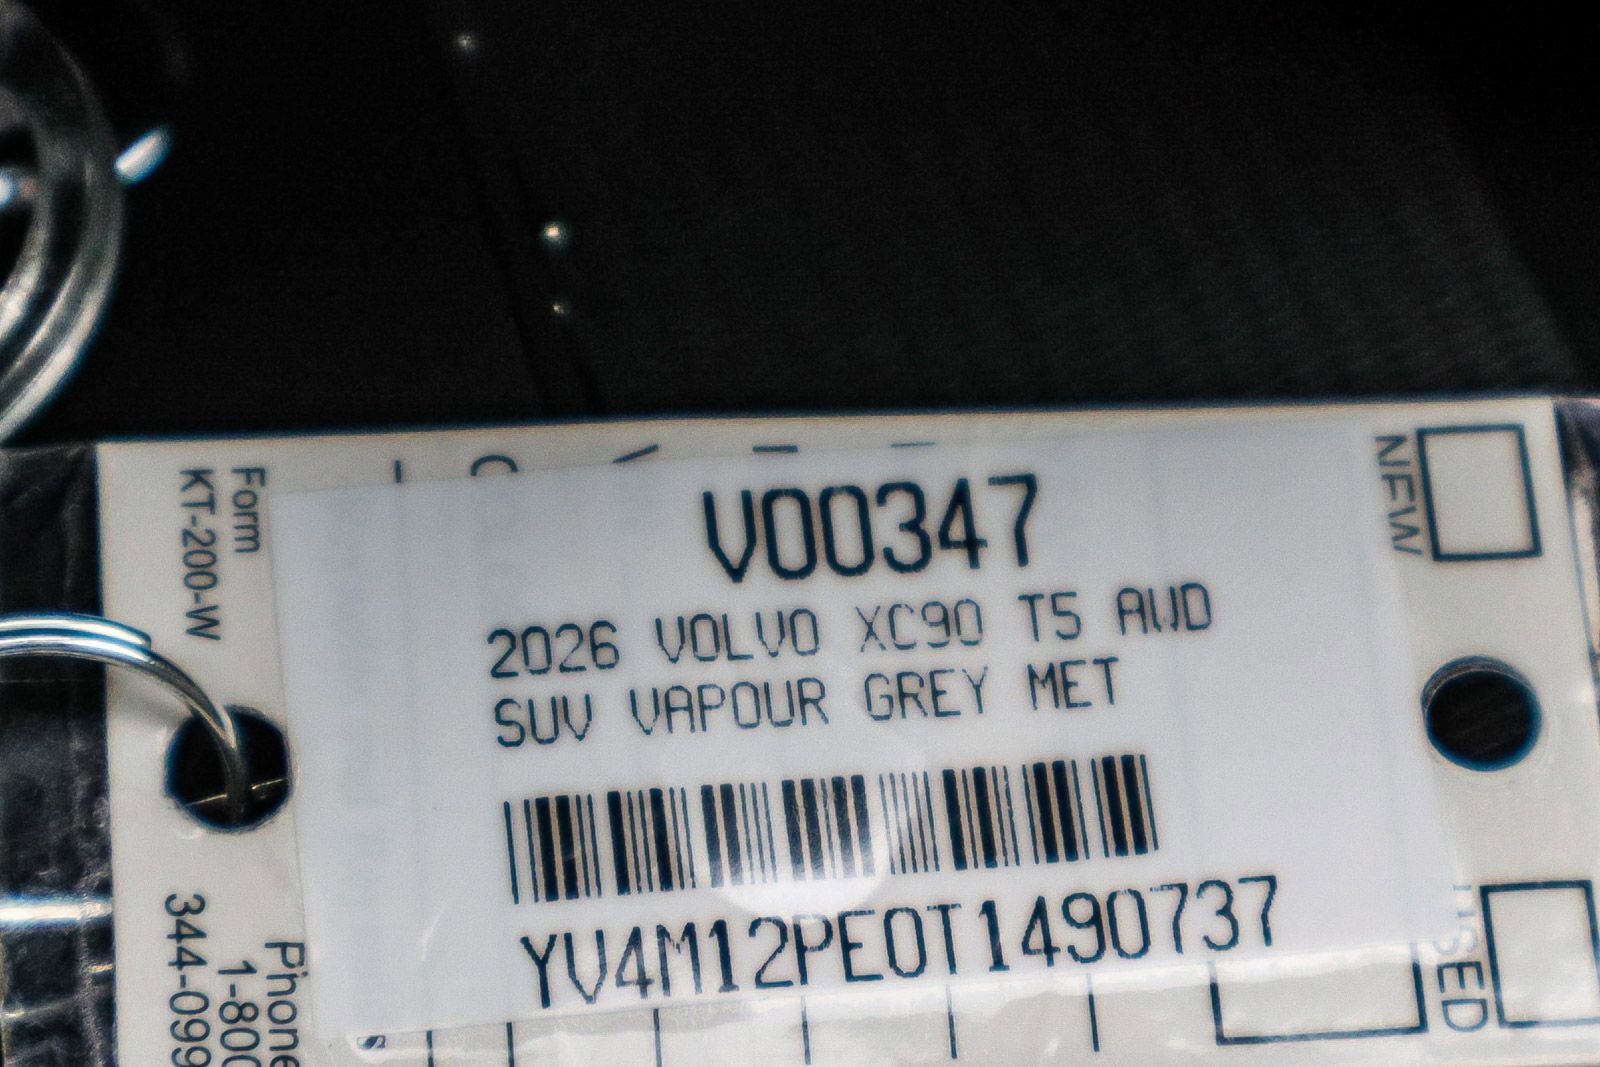 V00347
2026 VOLVO XC90 T5 AWD
SUV VAPOUR GREY MET
YV4M12PE0T1490737
Form
KT-200-W
Phone
1-800
344-099
NEW
USED